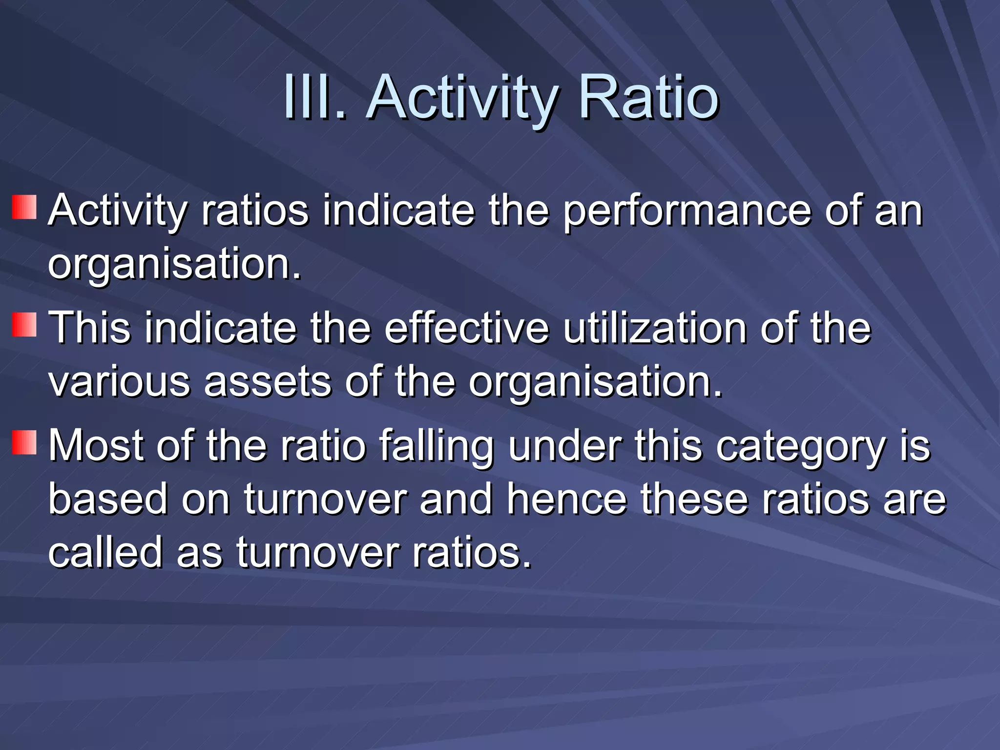 III. Activity Ratio
Activity ratios indicate the performance of an
organisation.
This indicate the effective utilization of the
various assets of the organisation.
Most of the ratio falling under this category is
based on turnover and hence these ratios are
called as turnover ratios.